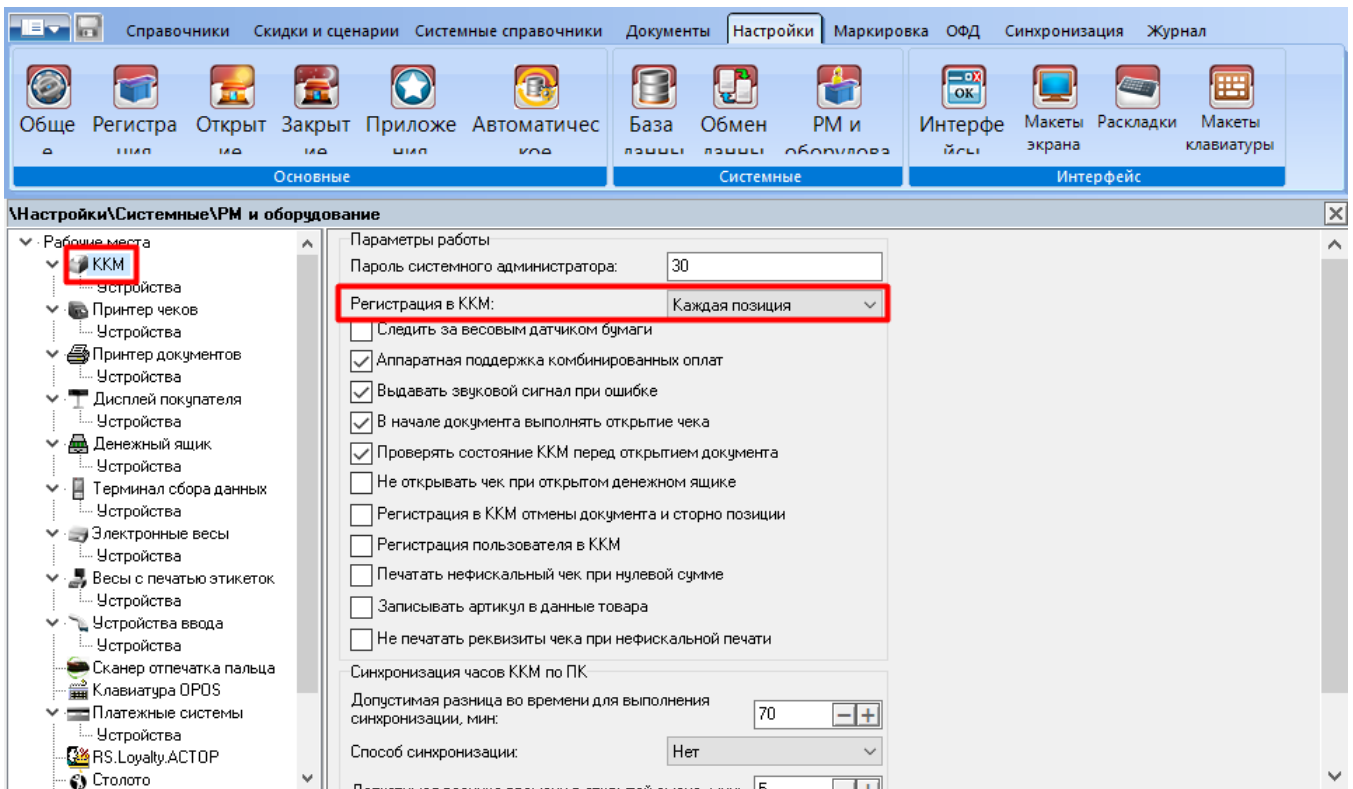 Справочники Скидки и сценарии Системные справочники Документы Настройки Маркировка ОФД Синхронизация Журнал
Обще Регистра Открыт Закрыт Приложе Автоматичес База Обмен РМ и Интерфе Макеты экрана Раскладки Макеты клавиатуры
Основные Системные Интерфейс
\Настройки\Системные\РМ и оборудование
Рабочие места
ККМ
Устройства
Принтер чеков
Устройства
Принтер документов
Устройства
Дисплей покупателя
Устройства
Денежный ящик
Устройства
Терминал сбора данных
Устройства
Электронные весы
Устройства
Весы с печатью этикеток
Устройства
Устройства ввода
Устройства
Сканер отпечатка пальца
Клавиатура OPOS
Платежные системы
Устройства
RS.Loyalty.ACTOP
Столото
Параметры работы
Пароль системного администратора: 30
Регистрация в ККМ: Каждая позиция
Следить за весовым датчиком бумаги
Аппаратная поддержка комбинированных оплат
Выдавать звуковой сигнал при ошибке
В начале документа выполнять открытие чека
Проверять состояние ККМ перед открытием документа
Не открывать чек при открытом денежном ящике
Регистрация в ККМ отмены документа и сторно позиции
Регистрация пользователя в ККМ
Печатать нефискальный чек при нулевой сумме
Записывать артикул в данные товара
Не печатать реквизиты чека при нефискальной печати
Синхронизация часов ККМ по ПК
Допустимая разница во времени для выполнения
синхронизации, мин: 70
Способ синхронизации: Нет